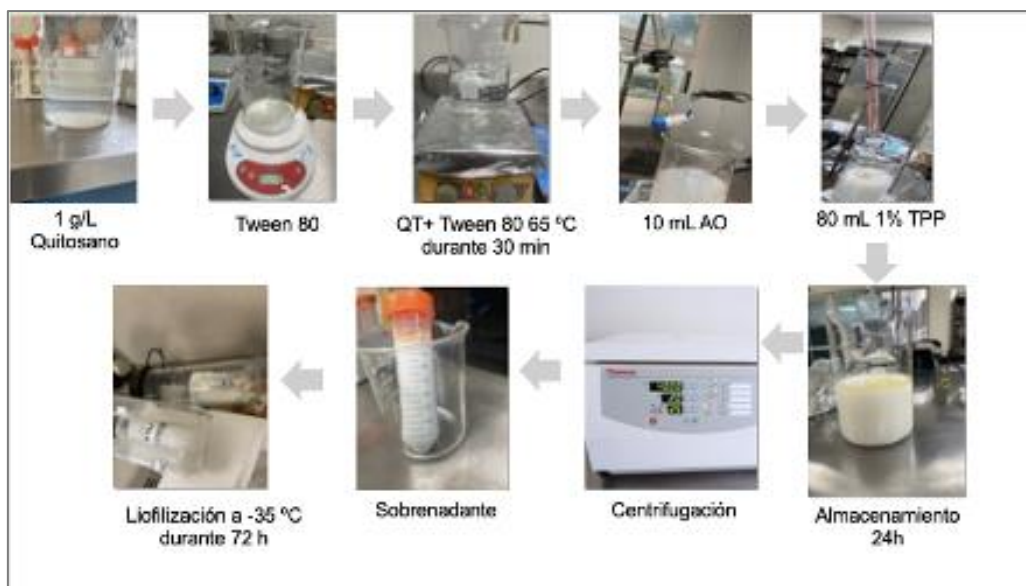 1 g/L
Quitosano
Tween 80
QT+ Tween 80 65 ºC
durante 30 min
10 mL AO
80 mL 1% TPP
Liofilización a -35 ºC
durante 72 h
Sobrenadante
Centrifugación
Almacenamiento
24h